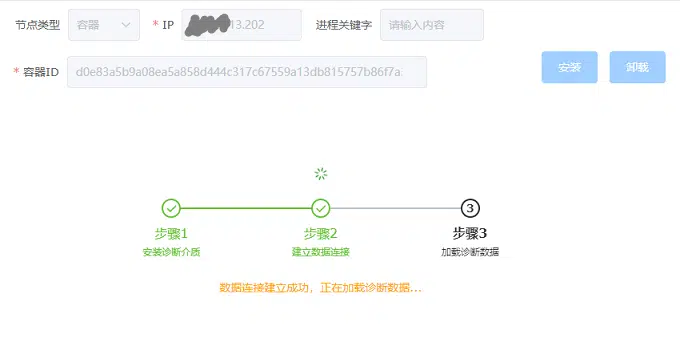 节点类型 容器 * IP 13.202 进程关键字 请输入内容
* 容器ID d0e83a5b9a08ea5a858d444c317c67559a13db815757b86f7a 安装 卸载
3
步骤1 步骤2 步骤3
安装诊断介质 建立数据连接 加载诊断数据
数据连接建立成功，正在加载诊断数据...